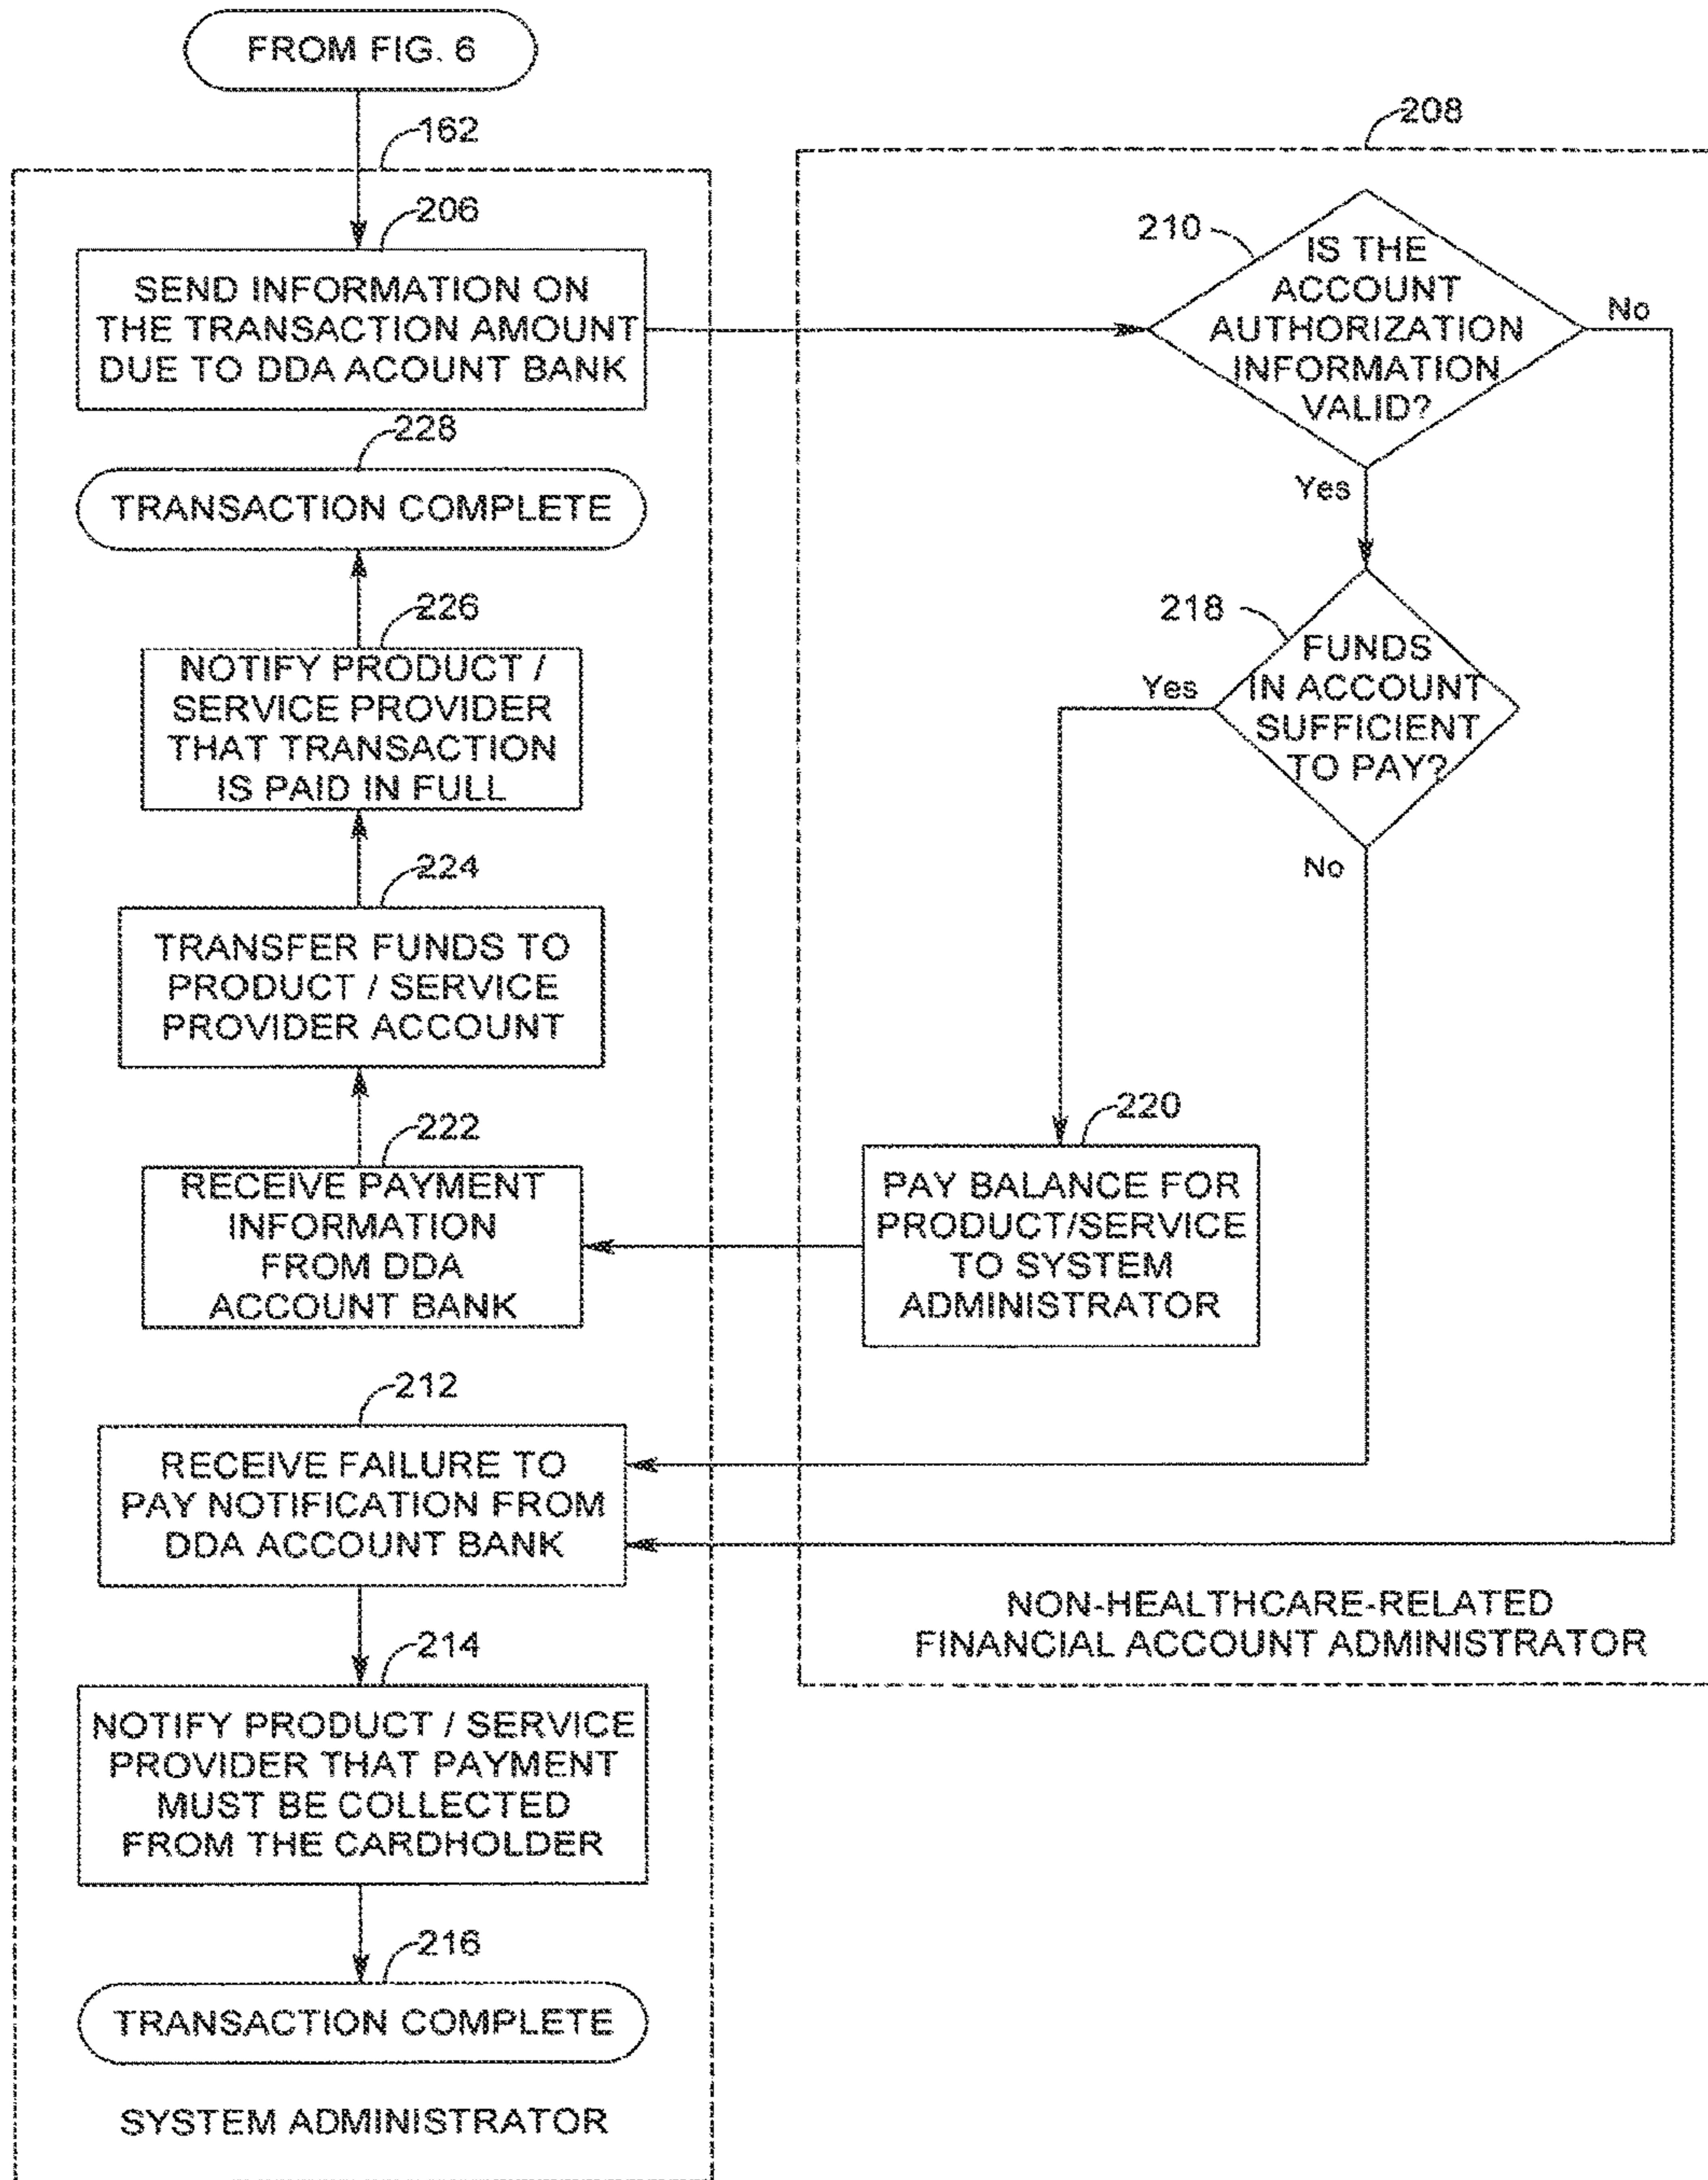 FROM FIG. 6
162
206
SEND INFORMATION ON
THE TRANSACTION AMOUNT
DUE TO DDA ACOUNT BANK
228
TRANSACTION COMPLETE
226
NOTIFY PRODUCT /
SERVICE PROVIDER
THAT TRANSACTION
IS PAID IN FULL
224
TRANSFER FUNDS TO
PRODUCT / SERVICE
PROVIDER ACCOUNT
222
RECEIVE PAYMENT
INFORMATION
FROM DDA
ACCOUNT BANK
212
RECEIVE FAILURE TO
PAY NOTIFICATION FROM
DDA ACCOUNT BANK
214
NOTIFY PRODUCT / SERVICE
PROVIDER THAT PAYMENT
MUST BE COLLECTED
FROM THE CARDHOLDER
216
TRANSACTION COMPLETE
SYSTEM ADMINISTRATOR
208
210
IS THE
ACCOUNT
AUTHORIZATION
INFORMATION
VALID?
No
Yes
218
FUNDS
IN ACCOUNT
SUFFICIENT
TO PAY?
Yes
No
220
PAY BALANCE FOR
PRODUCT/SERVICE
TO SYSTEM
ADMINISTRATOR
NON-HEALTHCARE-RELATED
FINANCIAL ACCOUNT ADMINISTRATOR